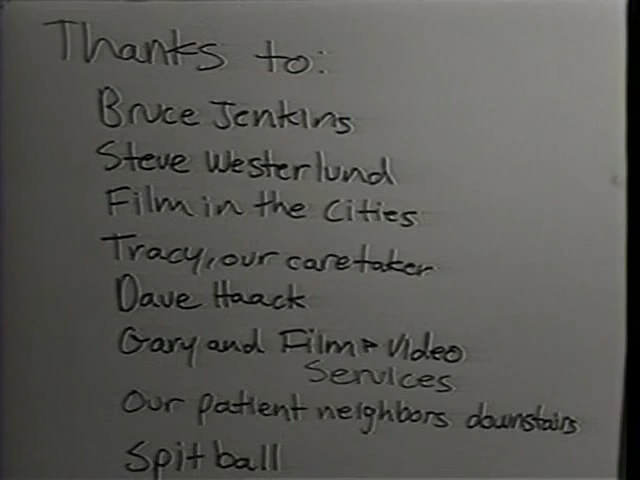 Thanks to:
Bruce Jenkins
Steve Westerlund
Film in the Cities
Tracy, our caretaker
Dave Haack
Gary and Film & Video
Services
Our patient neighbors downstairs
Spitball